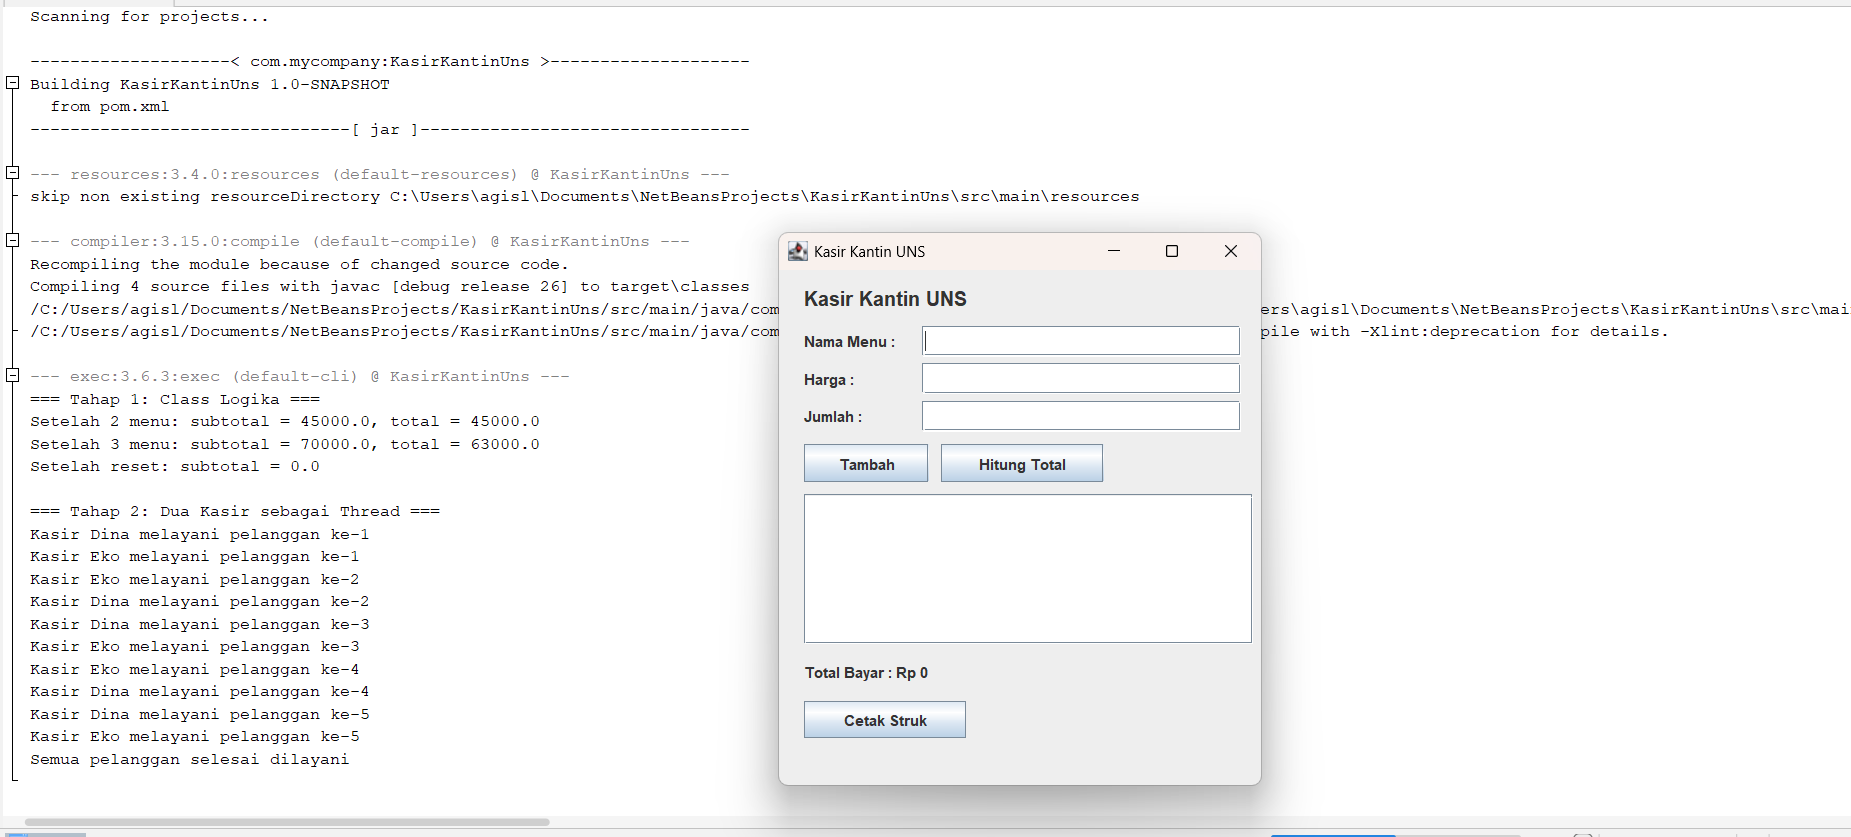 Scanning for projects...
-------------------< com.mycompany:KasirKantinUns >--------------------
Building KasirKantinUns 1.0-SNAPSHOT
from pom.xml
--------------------------------[ jar ]---------------------------------
--- resources:3.4.0:resources (default-resources) @ KasirKantinUns ---
skip non existing resourceDirectory C:\Users\agisl\Documents\NetBeansProjects\KasirKantinUns\src\main\resources
--- compiler:3.15.0:compile (default-compile) @ KasirKantinUns ---
Recompiling the module because of changed source code.
Compiling 4 source files with javac [debug release 26] to target\classes
/C:/Users/agisl/Documents/NetBeansProjects/KasirKantinUns/src/main/java/com
ers\agisl\Documents\NetBeansProjects\KasirKantinUns\src\mai
/C:/Users/agisl/Documents/NetBeansProjects/KasirKantinUns/src/main/java/com
pile with -Xlint:deprecation for details.
--- exec:3.6.3:exec (default-cli) @ KasirKantinUns ---
=== Tahap 1: Class Logika ===
Setelah 2 menu: subtotal = 45000.0, total = 45000.0
Setelah 3 menu: subtotal = 70000.0, total = 63000.0
Setelah reset: subtotal = 0.0
=== Tahap 2: Dua Kasir sebagai Thread ===
Kasir Dina melayani pelanggan ke-1
Kasir Eko melayani pelanggan ke-1
Kasir Eko melayani pelanggan ke-2
Kasir Dina melayani pelanggan ke-2
Kasir Dina melayani pelanggan ke-3
Kasir Eko melayani pelanggan ke-3
Kasir Eko melayani pelanggan ke-4
Kasir Dina melayani pelanggan ke-4
Kasir Dina melayani pelanggan ke-5
Kasir Eko melayani pelanggan ke-5
Semua pelanggan selesai dilayani
Kasir Kantin UNS
Kasir Kantin UNS
Nama Menu :
Harga :
Jumlah :
Tambah
Hitung Total
Total Bayar : Rp 0
Cetak Struk